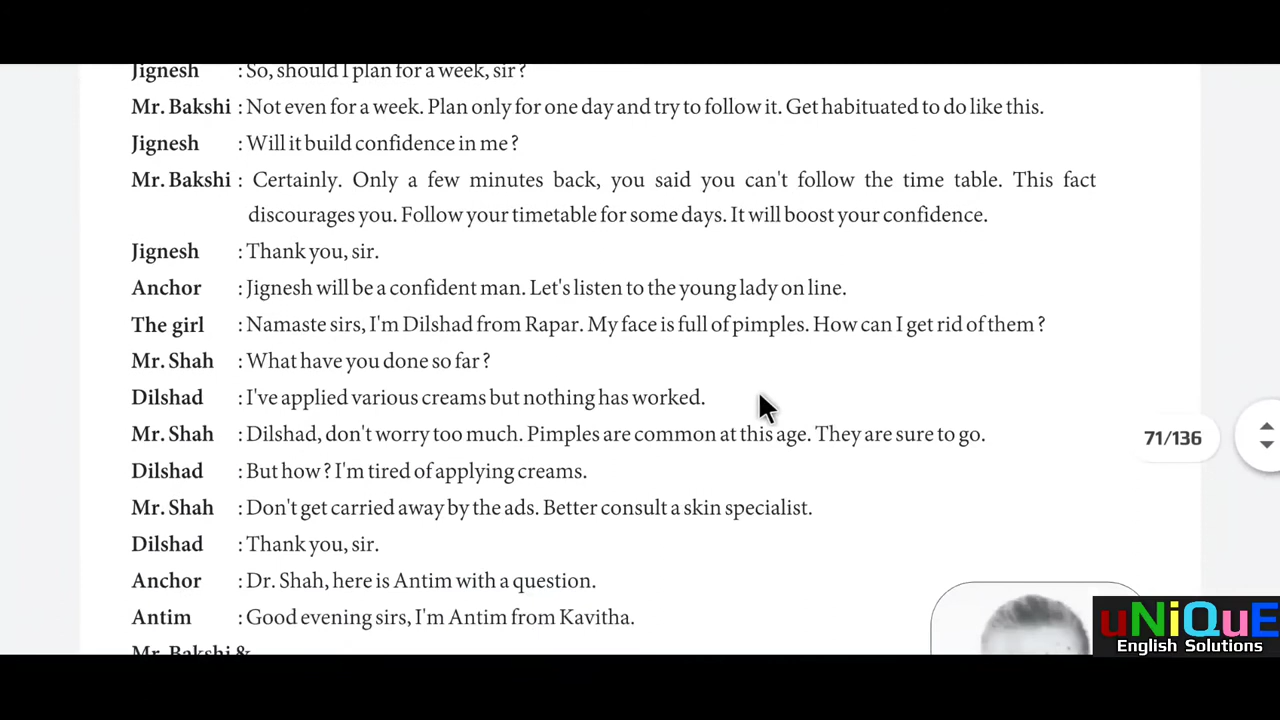 Jignesh : So, should I plan for a week, sir ?
Mr. Bakshi : Not even for a week. Plan only for one day and try to follow it. Get habituated to do like this.
Jignesh : Will it build confidence in me ?
Mr. Bakshi : Certainly. Only a few minutes back, you said you can't follow the time table. This fact
discourages you. Follow your timetable for some days. It will boost your confidence.
Jignesh : Thank you, sir.
Anchor : Jignesh will be a confident man. Let's listen to the young lady on line.
The girl : Namaste sirs, I'm Dilshad from Rapar. My face is full of pimples. How can I get rid of them ?
Mr. Shah : What have you done so far ?
Dilshad : I've applied various creams but nothing has worked.
Mr. Shah : Dilshad, don't worry too much. Pimples are common at this age. They are sure to go.
71/136
Dilshad : But how ? I'm tired of applying creams.
Mr. Shah : Don't get carried away by the ads. Better consult a skin specialist.
Dilshad : Thank you, sir.
Anchor : Dr. Shah, here is Antim with a question.
Antim : Good evening sirs, I'm Antim from Kavitha.
Mr. Bakshi &
uNiQuE
English Solutions